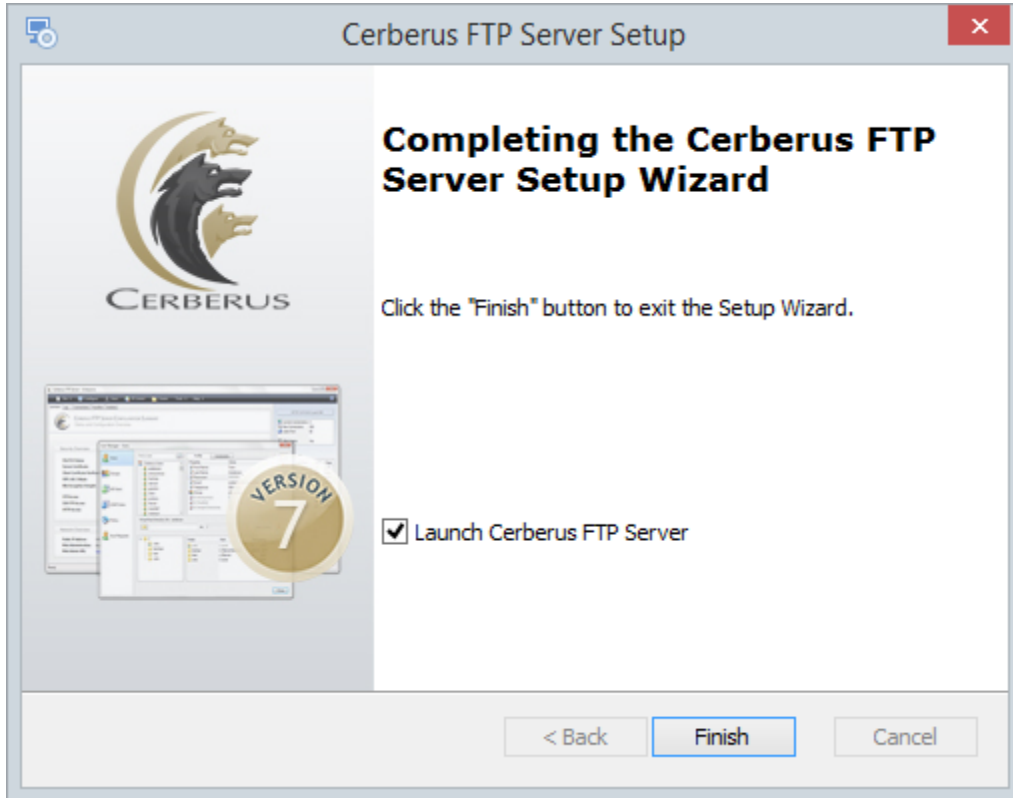 Cerberus FTP Server Setup
Completing the Cerberus FTP
Server Setup Wizard
CERBERUS
Click the "Finish" button to exit the Setup Wizard.
VERSION
7
Launch Cerberus FTP Server
< Back
Finish
Cancel